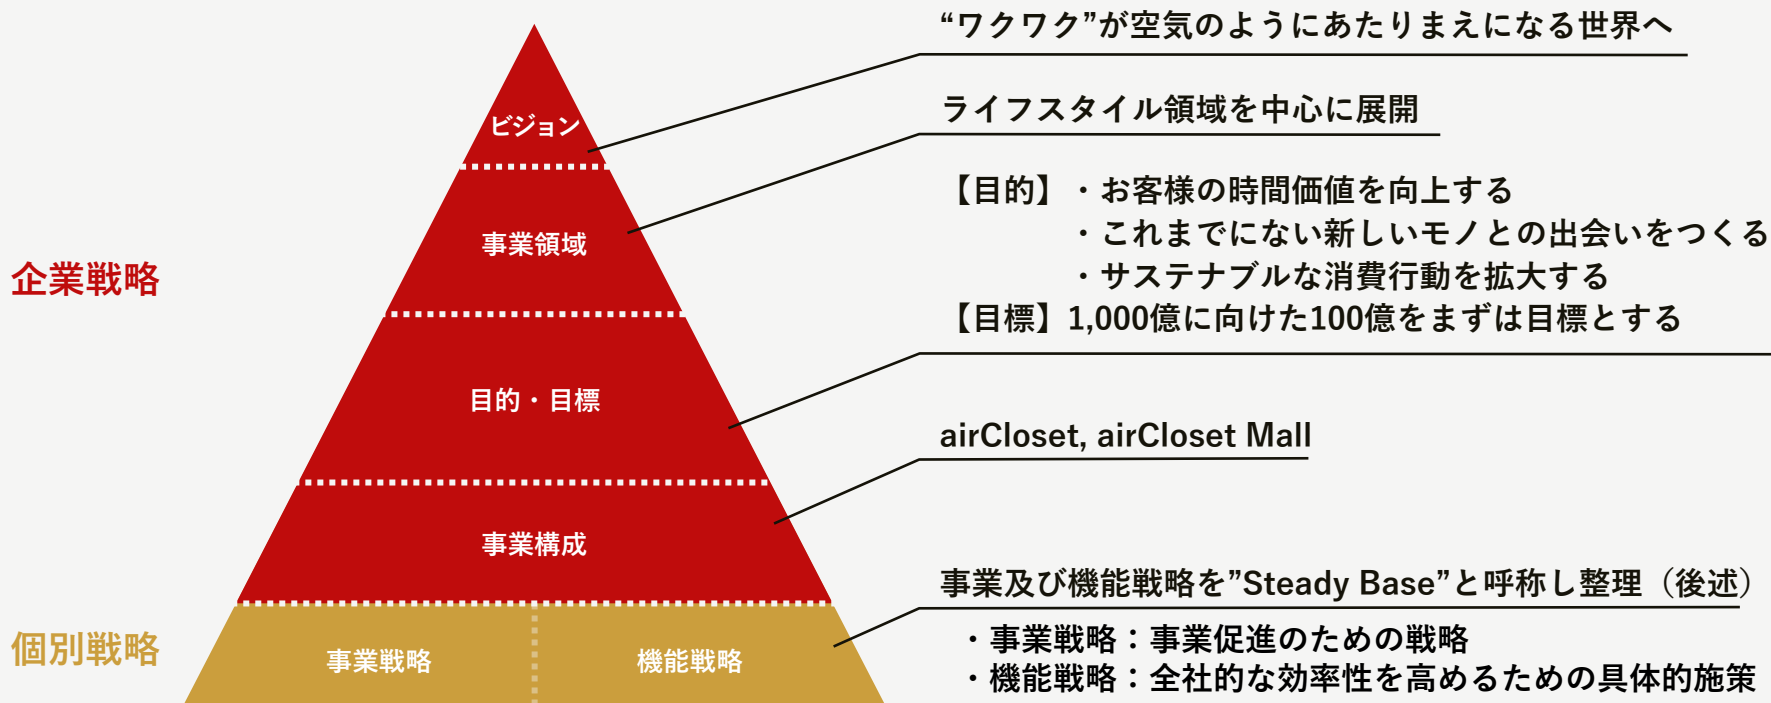 “ワクワク”が空気のようにあたりまえになる世界へ
ビジョン
ライフスタイル領域を中心に展開
事業領域
企業戦略
【目的】・お客様の時間価値を向上する
・これまでにない新しいモノとの出会いをつくる
・サステナブルな消費行動を拡大する
【目標】1,000億に向けた100億をまずは目標とする
目的・目標
airCloset, airCloset Mall
事業構成
個別戦略
事業戦略
機能戦略
事業及び機能戦略を”Steady Base”と呼称し整理（後述）
・事業戦略：事業促進のための戦略
・機能戦略：全社的な効率性を高めるための具体的施策